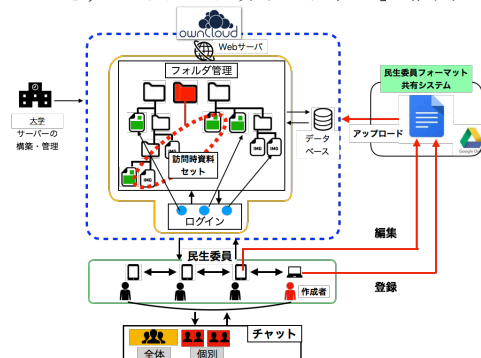 ownCloud
Webサーバ
フォルダ管理
民生委員フォーマット
共有システム
大学
サーバーの
構築・管理
データ
ベース
アップロード
IMG
IMG
IMG
IMG
訪問時資料
セット
ログイン
編集
民生委員
登録
作成者
チャット
全体
個別